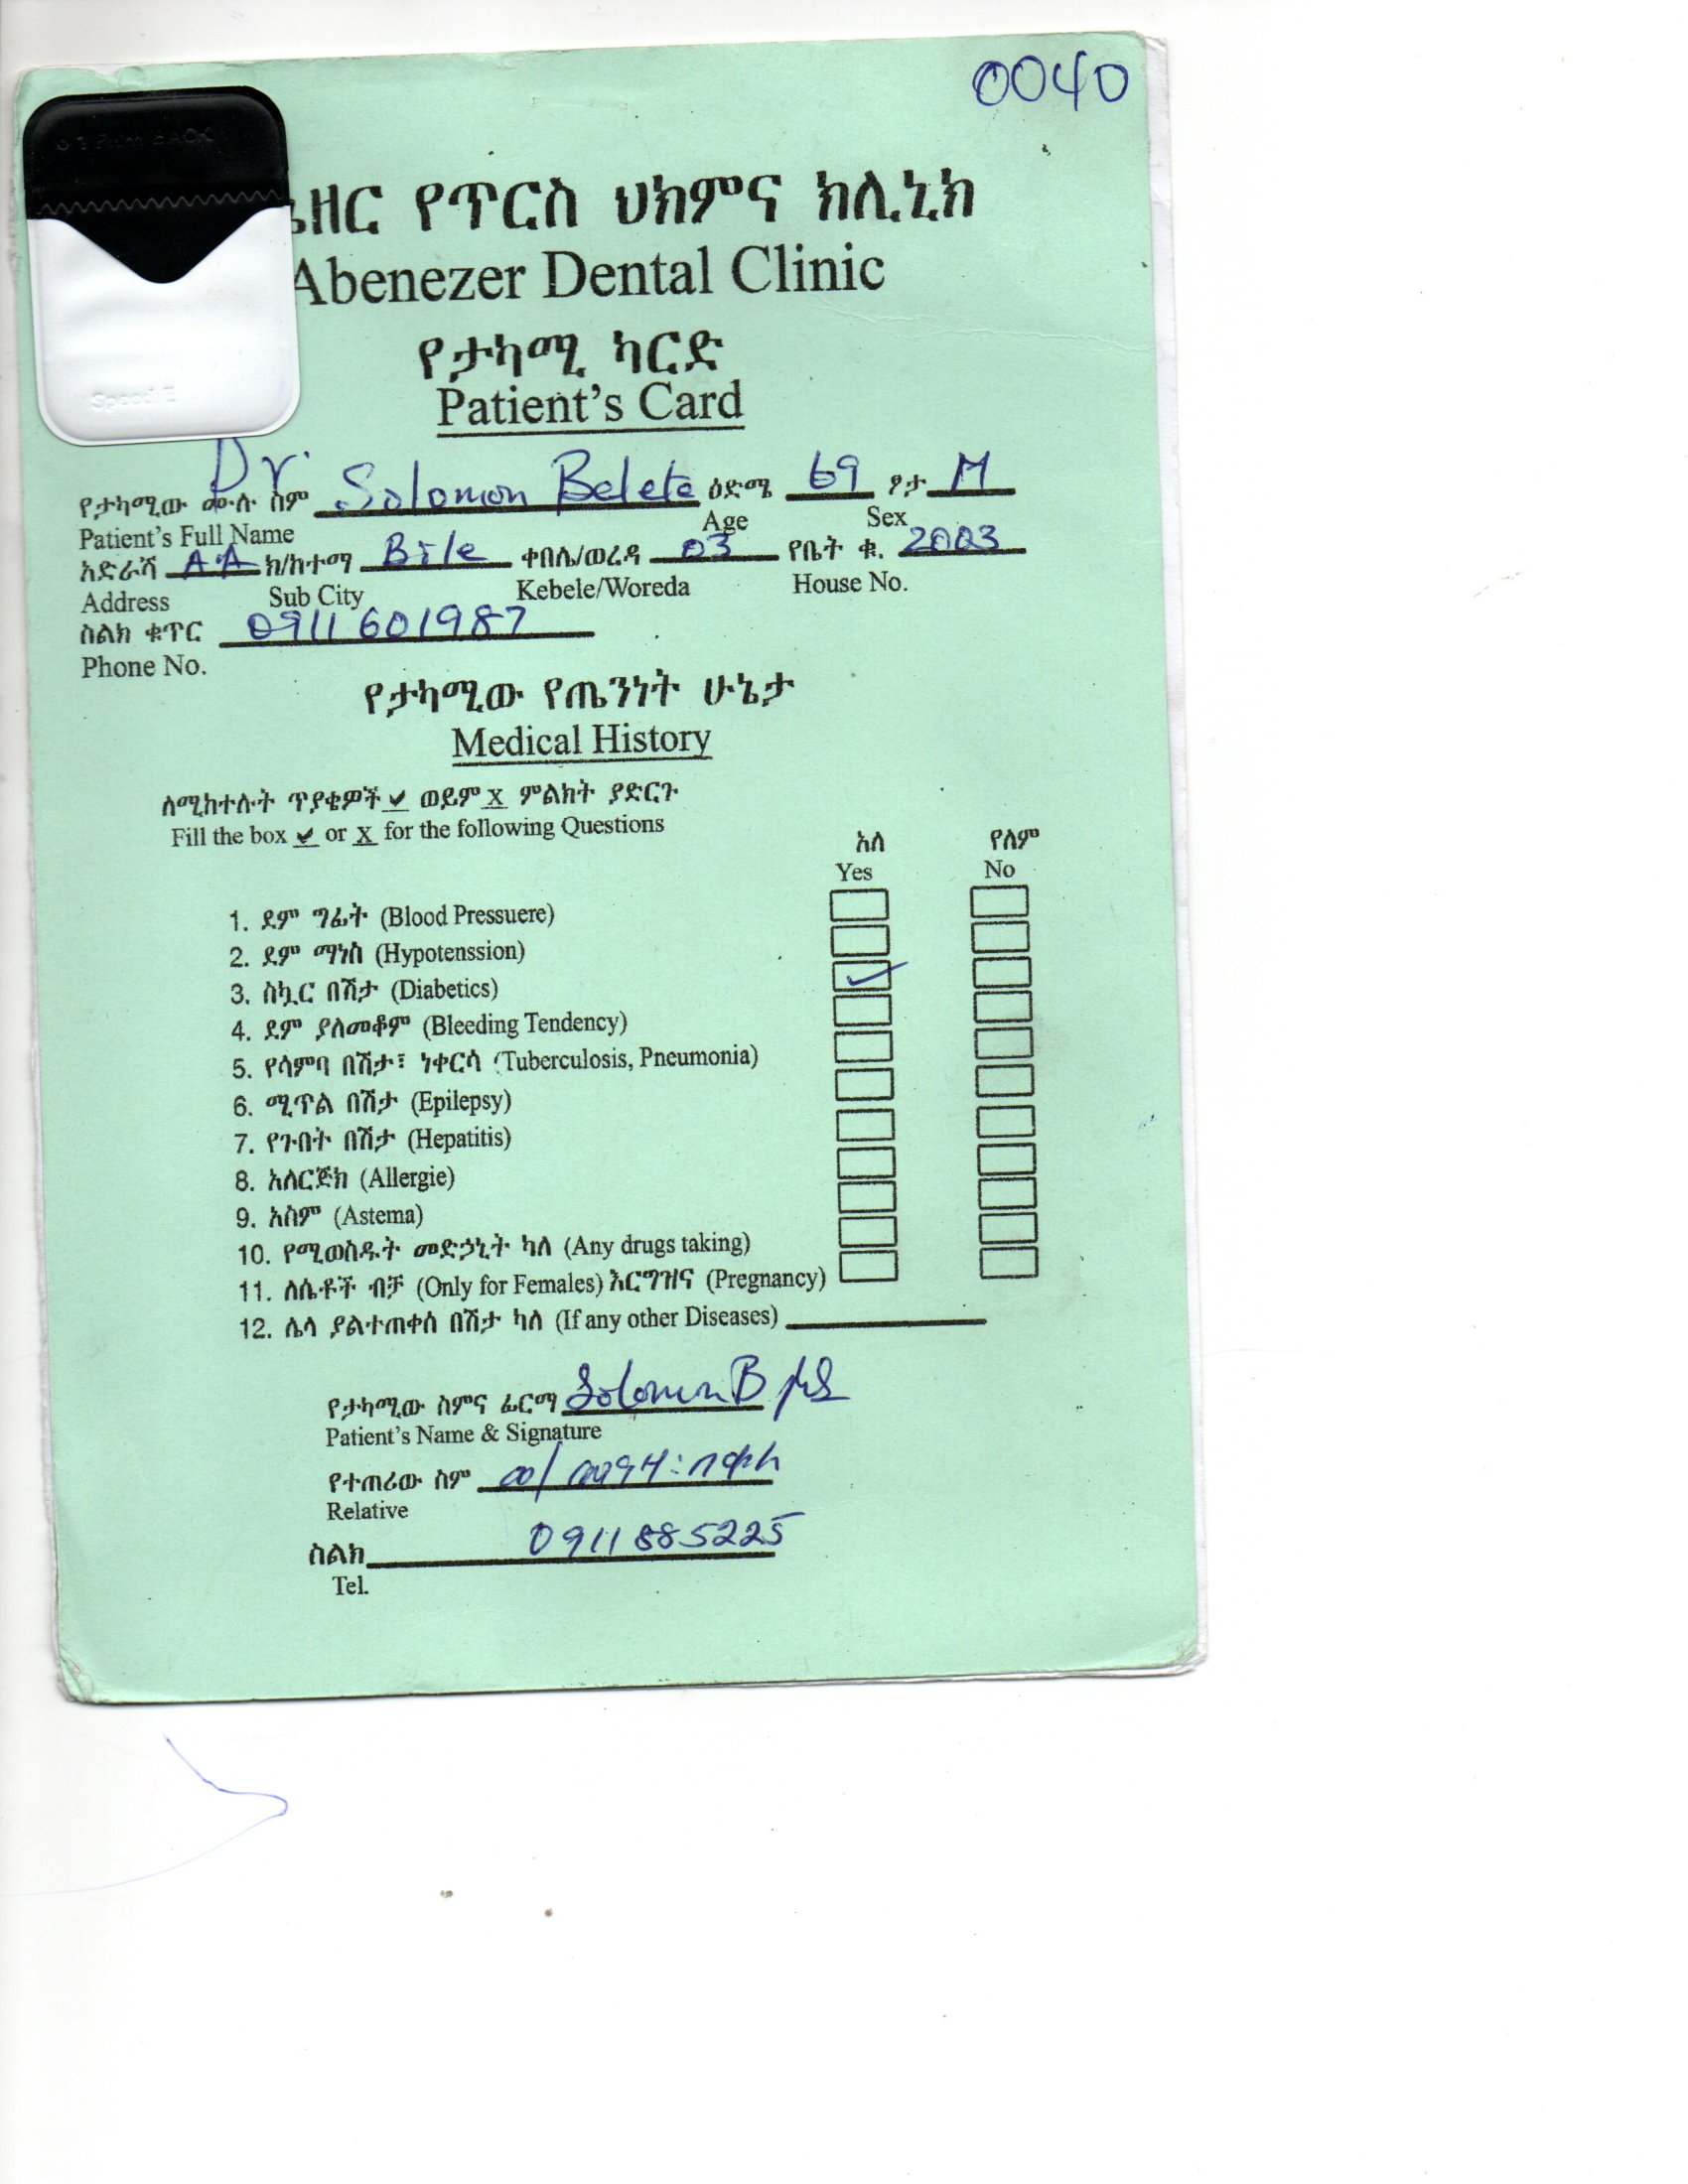 0040
ዜር የጥርስ ህክምና ክሊኒክ
Abenezer Dental Clinic
የታካሚ ካርድ
Patient's Card
Dr.
የታካሚው ሙሉ ስም Solomon Belete ዕድሜ 69 ፆታ M
Patient's Full Name Age Sex
አድራሻ AA ክ/ከተማ Bole ቀበሌ/ወረዳ 03 የቤት ቁ. 2003
Address Sub City Kebele/Woreda House No.
ስልክ ቁጥር 0911601987
Phone No.
የታካሚው የጤንነት ሁኔታ
Medical History
ለሚከተሉት ጥያቄዎች ✔ ወይም X ምልክት ያድርጉ
Fill the box ✔ or X for the following Questions
አለ የለም
Yes No
1. ደም ግፊት (Blood Pressuere)
2. ደም ማነስ (Hypotenssion)
3. ስኳር በሽታ (Diabetics) ✓
4. ደም ያለመቆም (Bleeding Tendency)
5. የሳምባ በሽታ፣ ነቀርሳ (Tuberculosis, Pneumonia)
6. ሚጥል በሽታ (Epilepsy)
7. የጉበት በሽታ (Hepatitis)
8. አለርጅክ (Allergie)
9. አስም (Astema)
10. የሚወስዱት መድኃኒት ካለ (Any drugs taking)
11. ለሴቶች ብቻ (Only for Females) እርግዝና (Pregnancy)
12. ሌላ ያልተጠቀሰ በሽታ ካለ (If any other Diseases)
የታካሚው ስምና ፊርማ Solomon B
Patient's Name & Signature
የተጠሪው ስም
Relative
ስልክ 0911885225
Tel.